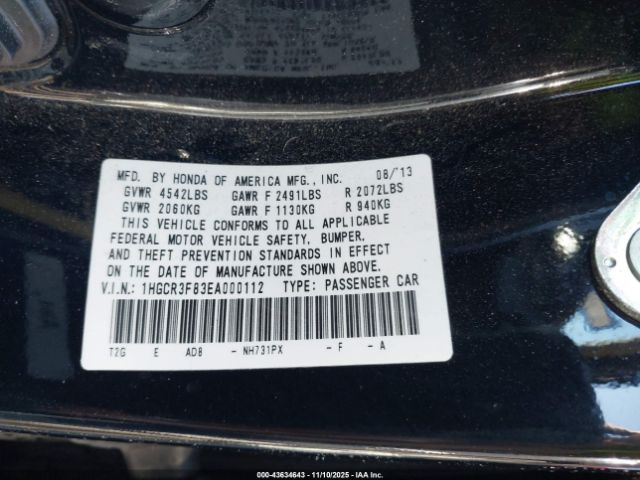 MFD. BY HONDA OF AMERICA MFG., INC. 08/'13
GVWR 4542LBS GAWR F 2491LBS R 2072LBS
GVWR 2060KG GAWR F 1130KG R 940KG
THIS VEHICLE CONFORMS TO ALL APPLICABLE
FEDERAL MOTOR VEHICLE SAFETY, BUMPER,
AND THEFT PREVENTION STANDARDS IN EFFECT
ON THE DATE OF MANUFACTURE SHOWN ABOVE.
V.I.N.: 1HGCR3F83EA000112 TYPE: PASSENGER CAR
T2G E AD8 - NH731PX - F - A
000-43634643 - 11/10/2025 - IAA Inc.